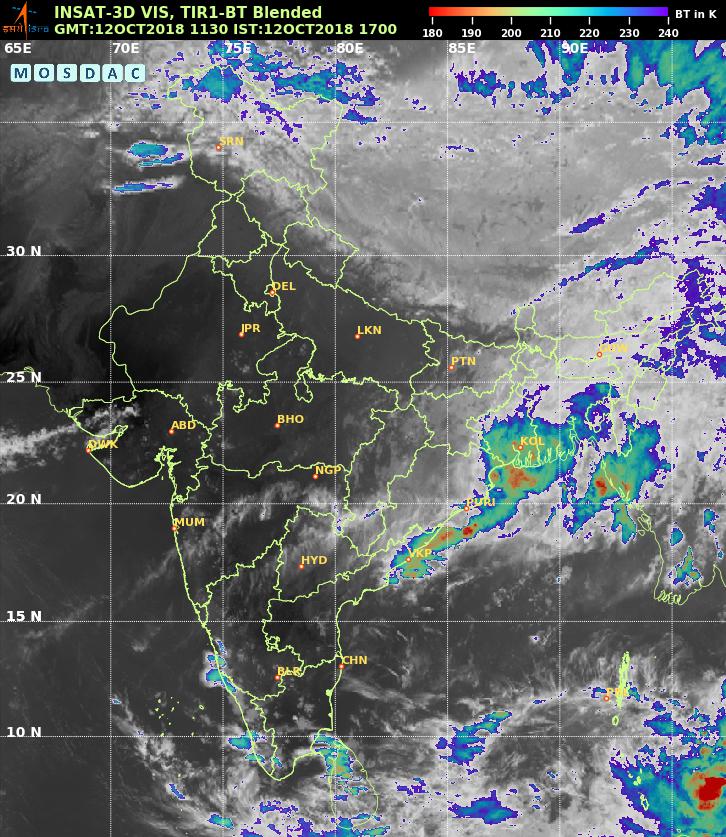 INSAT-3D VIS, TIR1-BT Blended
GMT:12OCT2018 1130 IST:12OCT2018 1700
BT in K
180 190 200 210 220 230 240
65E 70E 75E 80E 85E 90E
MOSDAC
SRN
30 N
DEL
JPR
LKN
PTN
25 N
ABD
BHO
DWK
KOL
NGP
20 N
PURI
MUM
VKP
HYD
15 N
CHN
BLR
10 N